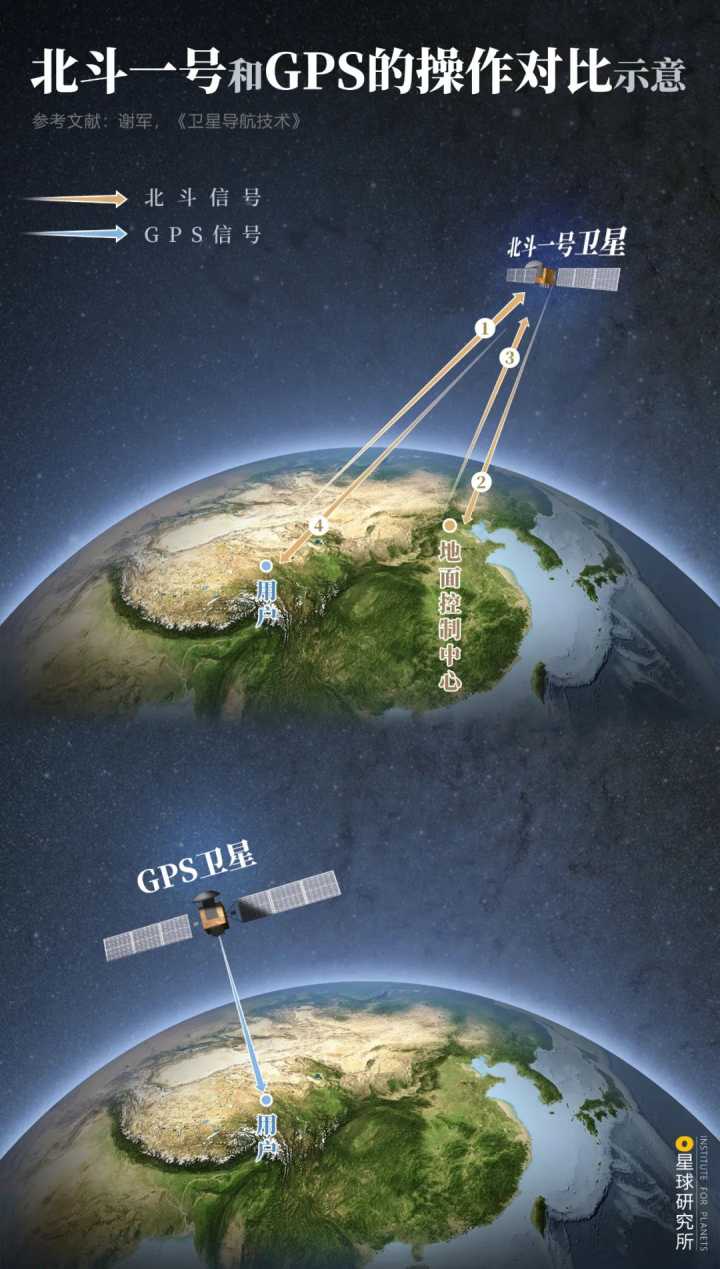 北斗一号和GPS的操作对比示意
参考文献：谢军，《卫星导航技术》
北斗信号
GPS信号
北斗一号卫星
1
3
2
4
用户
地面控制中心
GPS卫星
用户
星球研究所
INSTITUTE FOR PLANETS